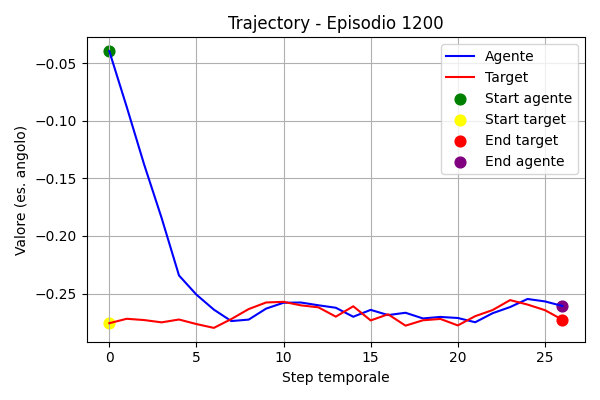 Trajectory - Episodio 1200
Valore (es. angolo)
−0.05
−0.10
−0.15
−0.20
−0.25
Agente
Target
Start agente
Start target
End target
End agente
0 5 10 15 20 25
Step temporale